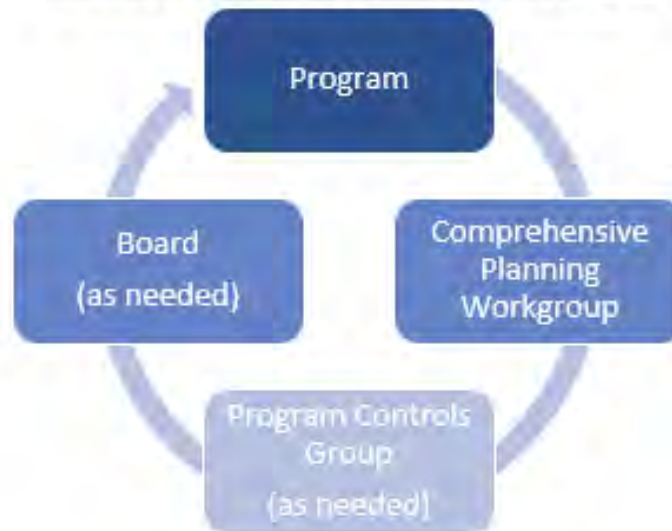 Program
Comprehensive
Planning
Workgroup
Program Controls
Group
(as needed)
Board
(as needed)